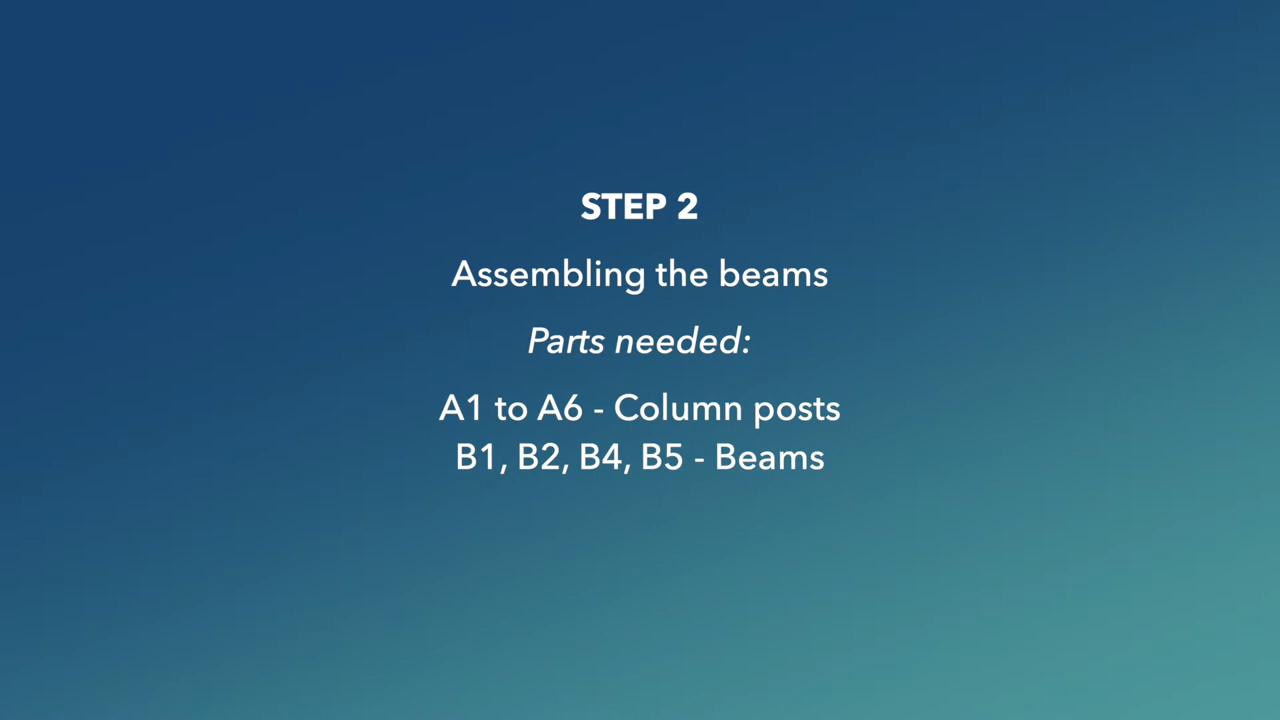 STEP 2
Assembling the beams
Parts needed:
A1 to A6 - Column posts
B1, B2, B4, B5 - Beams